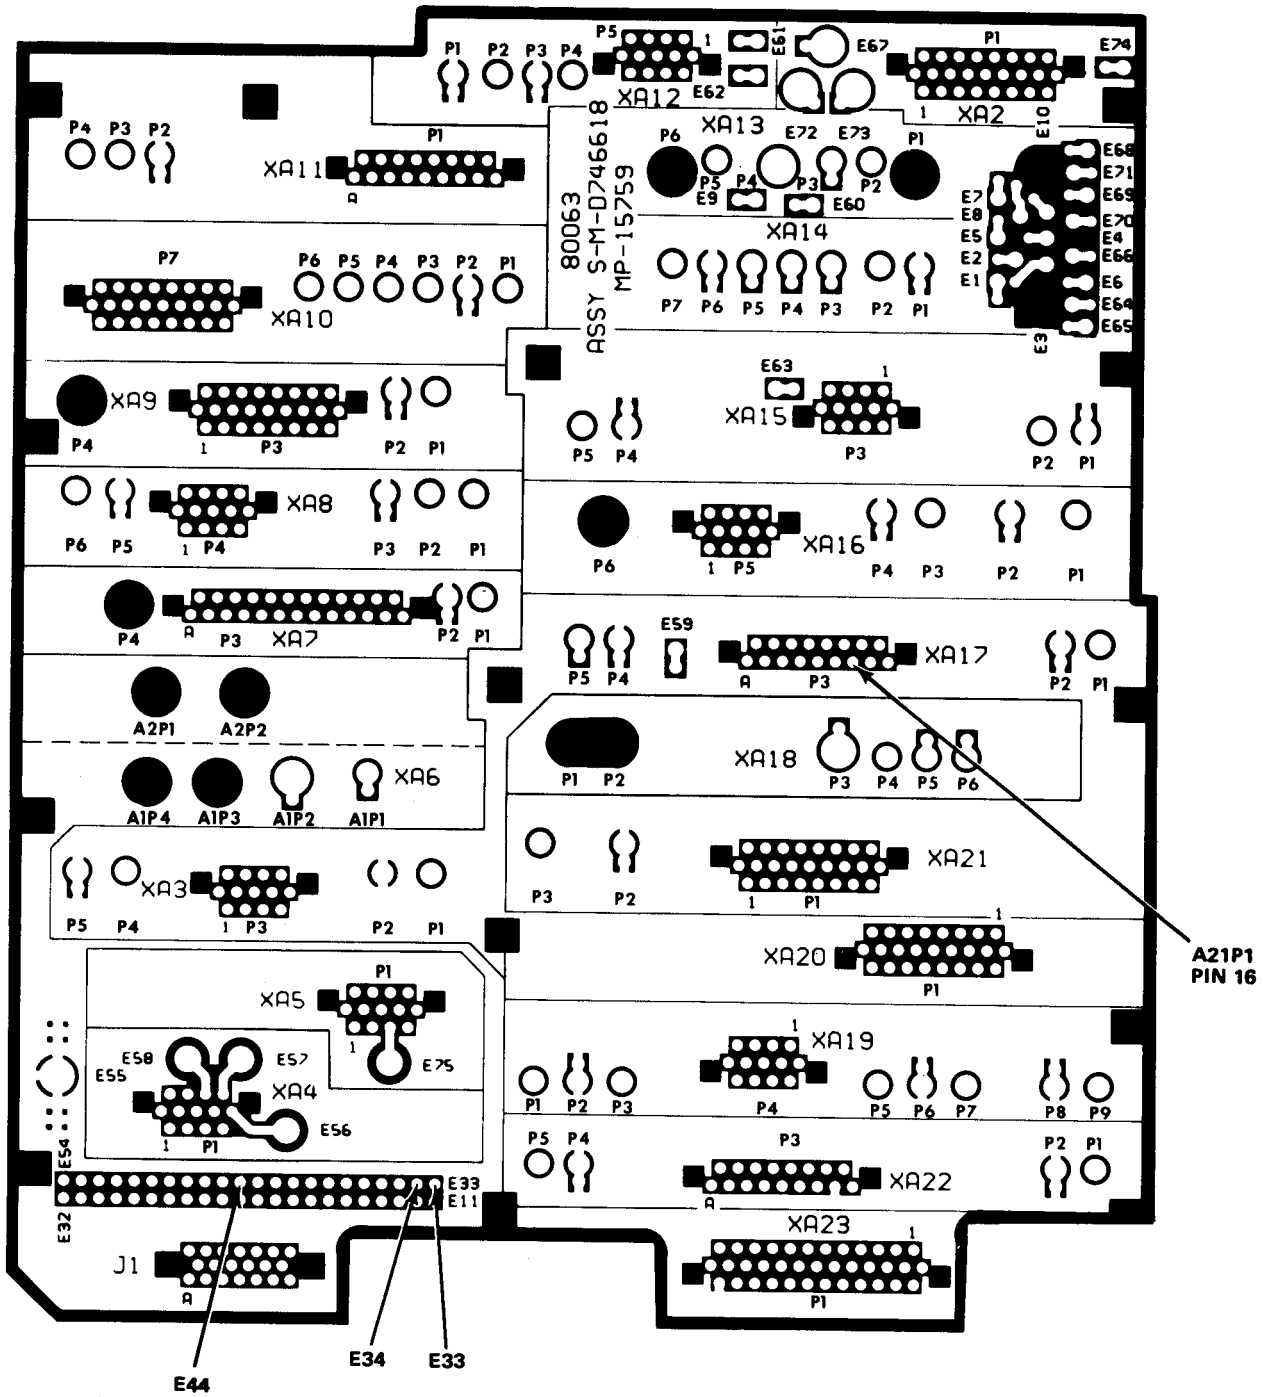 P1 P2 P3 P4 P5 1 E61 E67 P1 E74
E62 XA12 1 XA2 E10
P4 P3 P2 XA11 P1 A
80063
ASSY S-M-D746618
MP-15759
XA13 E72 E73
P6 P5 P4 P3 P2 P1
E9 E60
XA14
P7 P6 P5 P4 P3 P2 P1
E7 E8 E5 E2 E1
E68 E71 E69 E70 E4 E66 E6 E64 E65
E3
P7 P6 P5 P4 P3 P2 P1
XA10
XA9
P4 1 P3 P2 P1
E63 1
XA15
P5 P4 P3 P2 P1
XA8
P6 P5 1 P4 P3 P2 P1
XA16
P6 1 P5 P4 P3 P2 P1
P4 A P3 XA7 P2 P1
E59
P5 P4 A P3 XA17 P2 P1
A2P1 A2P2
XA18
P1 P2 P3 P4 P5 P6
XA6
A1P4 A1P3 A1P2 A1P1
XA21
P3 P2 1 P1
XA3
P5 P4 1 P3 P2 P1
1
XA20
P1
A21P1
PIN 16
P1
XA5
1
E58 E57 E75
E55 XA4
E56
1 P1
1
XA19
P1 P2 P3 P4 P5 P6 P7 P8 P9
E54 E33
E32 E11
P5 P4 P3 P2 P1
A XA22
XA23 1
P1
J1
A
E34 E33
E44